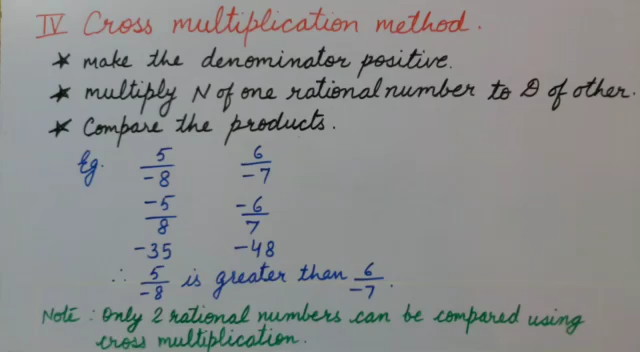 IV Cross multiplication method.
* make the denominator positive.
* multiply N of one rational number to D of other.
* Compare the products.
Eg. 5/-8 6/-7
-5/8 -6/7
-35 -48
∴ 5/-8 is greater than 6/-7.
Note : Only 2 rational numbers can be compared using
cross multiplication.